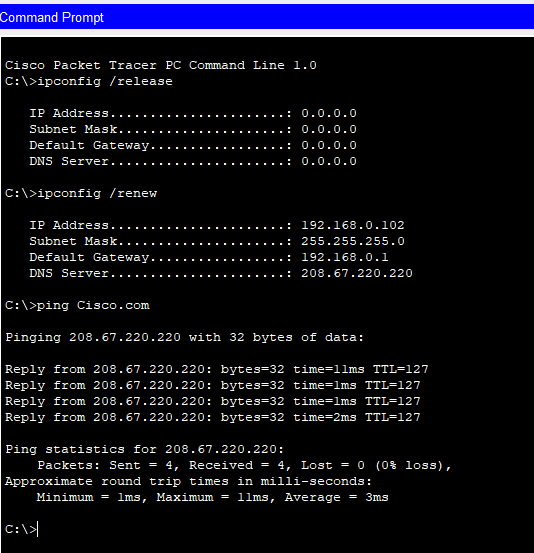 Command Prompt
Cisco Packet Tracer PC Command Line 1.0
C:\>ipconfig /release
IP Address......................: 0.0.0.0
Subnet Mask.....................: 0.0.0.0
Default Gateway.................: 0.0.0.0
DNS Server......................: 0.0.0.0
C:\>ipconfig /renew
IP Address......................: 192.168.0.102
Subnet Mask.....................: 255.255.255.0
Default Gateway.................: 192.168.0.1
DNS Server......................: 208.67.220.220
C:\>ping Cisco.com
Pinging 208.67.220.220 with 32 bytes of data:
Reply from 208.67.220.220: bytes=32 time=11ms TTL=127
Reply from 208.67.220.220: bytes=32 time=1ms TTL=127
Reply from 208.67.220.220: bytes=32 time=1ms TTL=127
Reply from 208.67.220.220: bytes=32 time=2ms TTL=127
Ping statistics for 208.67.220.220:
Packets: Sent = 4, Received = 4, Lost = 0 (0% loss),
Approximate round trip times in milli-seconds:
Minimum = 1ms, Maximum = 11ms, Average = 3ms
C:\>